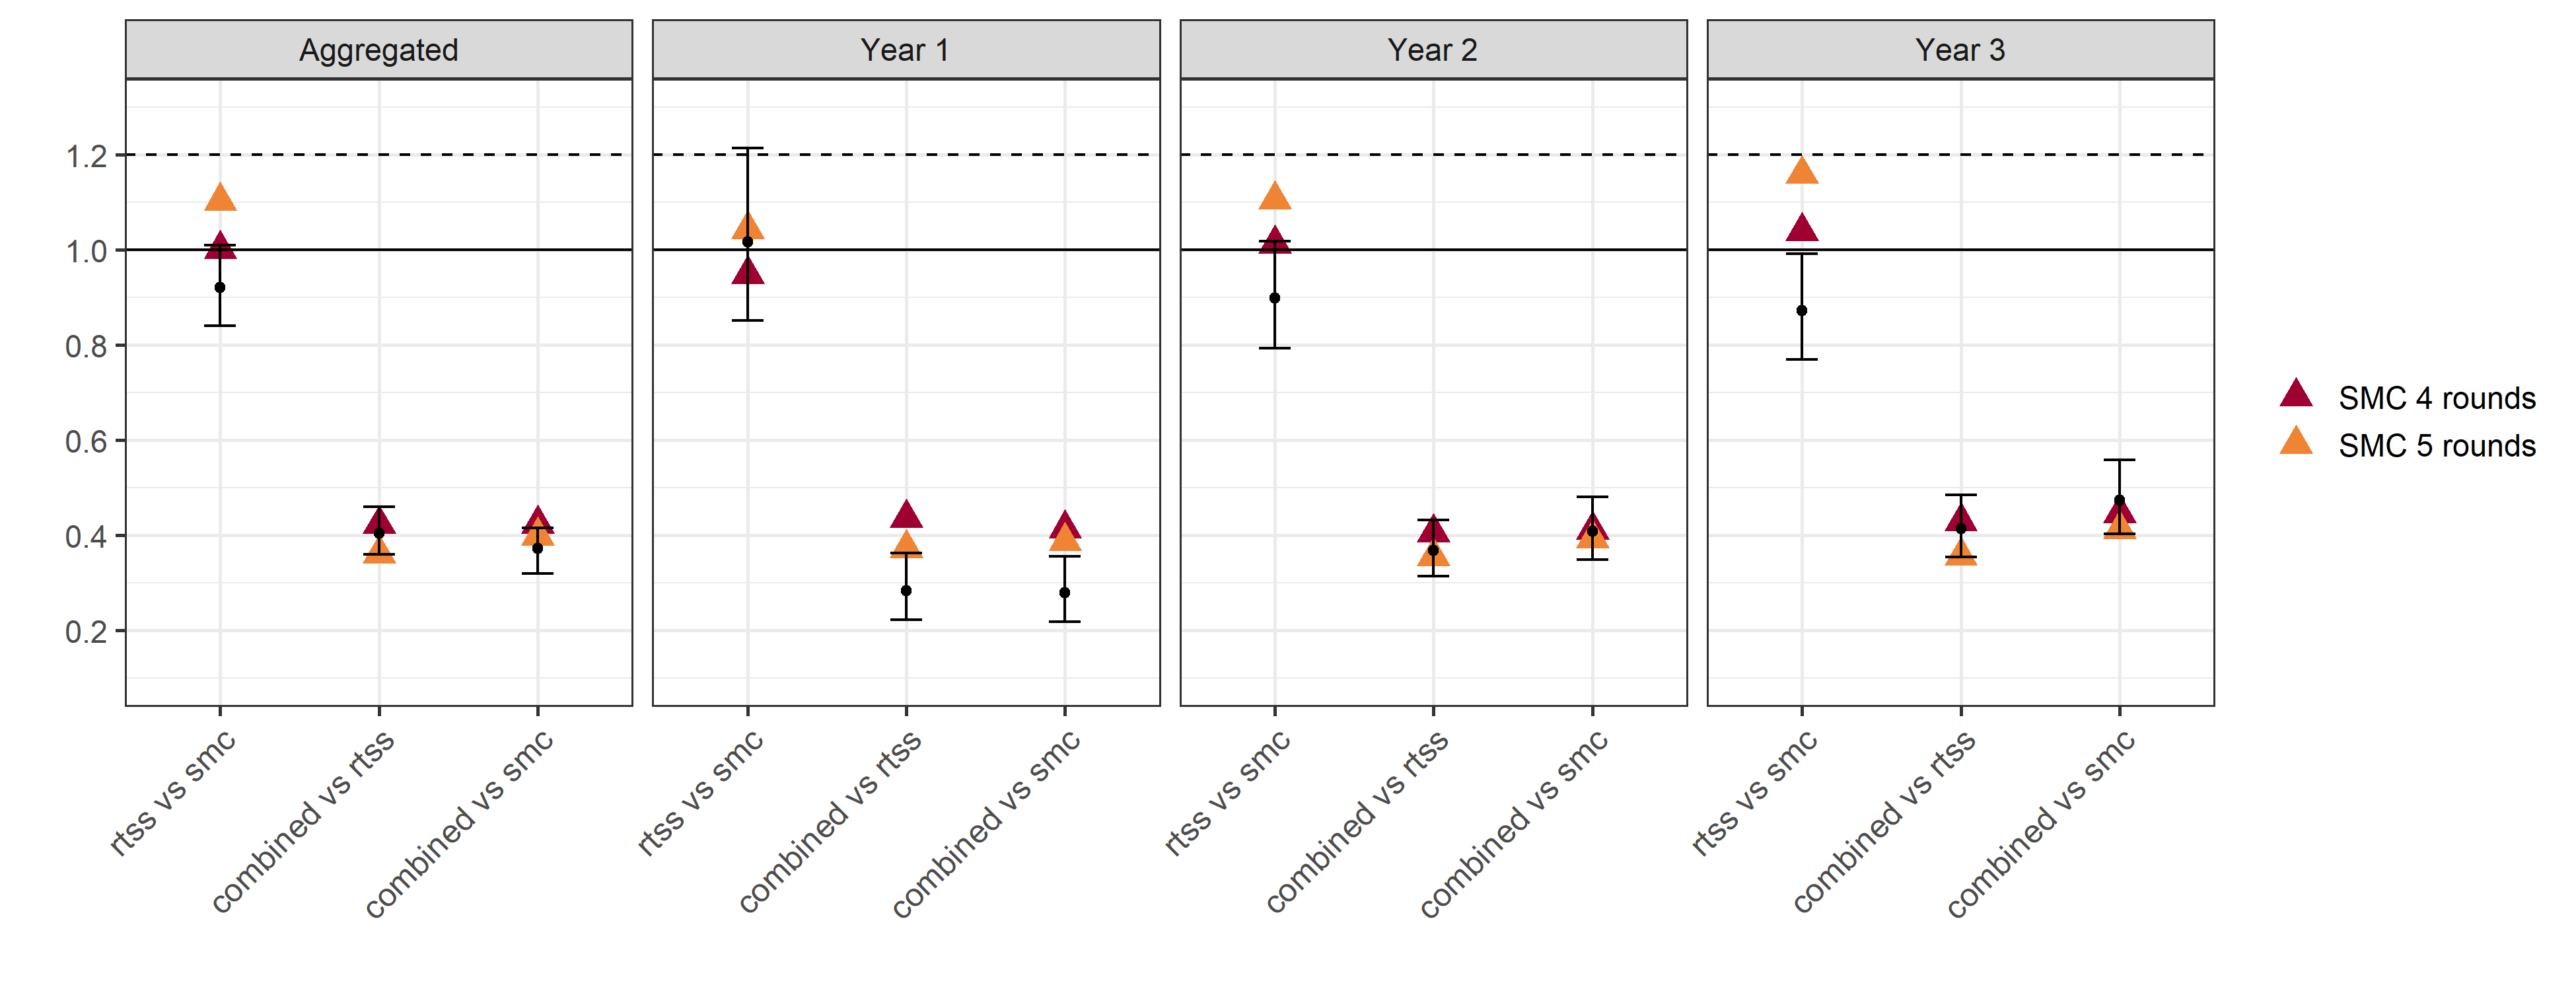 Aggregated
Year 1
Year 2
Year 3
1.2
1.0
0.8
0.6
0.4
0.2
rtss vs smc
combined vs rtss
combined vs smc
rtss vs smc
combined vs rtss
combined vs smc
rtss vs smc
combined vs rtss
combined vs smc
rtss vs smc
combined vs rtss
combined vs smc
SMC 4 rounds
SMC 5 rounds